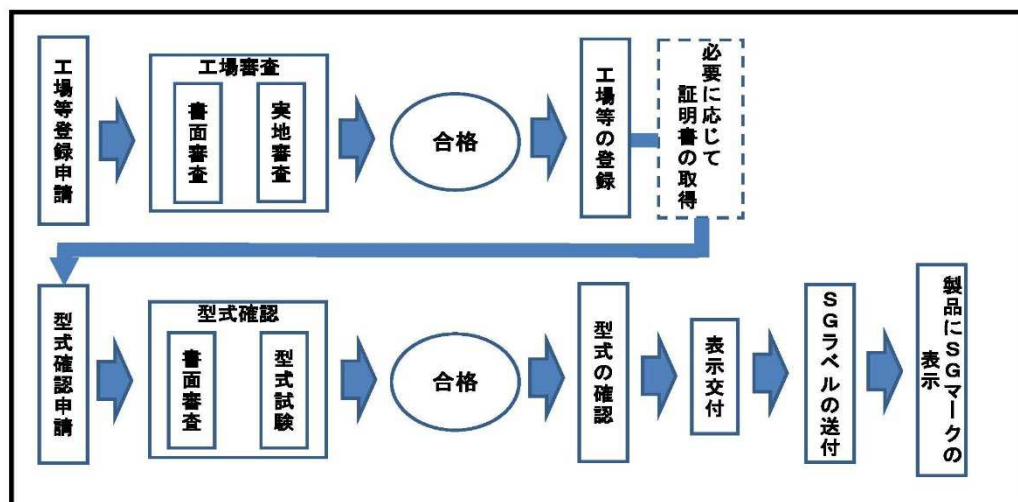 工場等登録申請
工場審査
書面審査
実地審査
合格
工場等の登録
必要に応じて
証明書の取得
型式確認申請
型式確認
書面審査
型式試験
合格
型式の確認
表示交付
SGラベルの送付
製品にSGマークの
表示